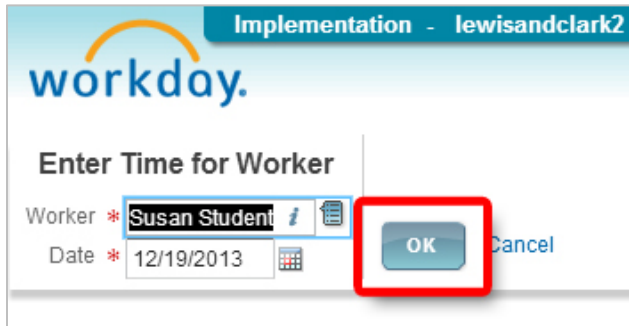 Implementation - lewisandclark2
workday.
Enter Time for Worker
Worker * Susan Student i
Date * 12/19/2013
OK
Cancel